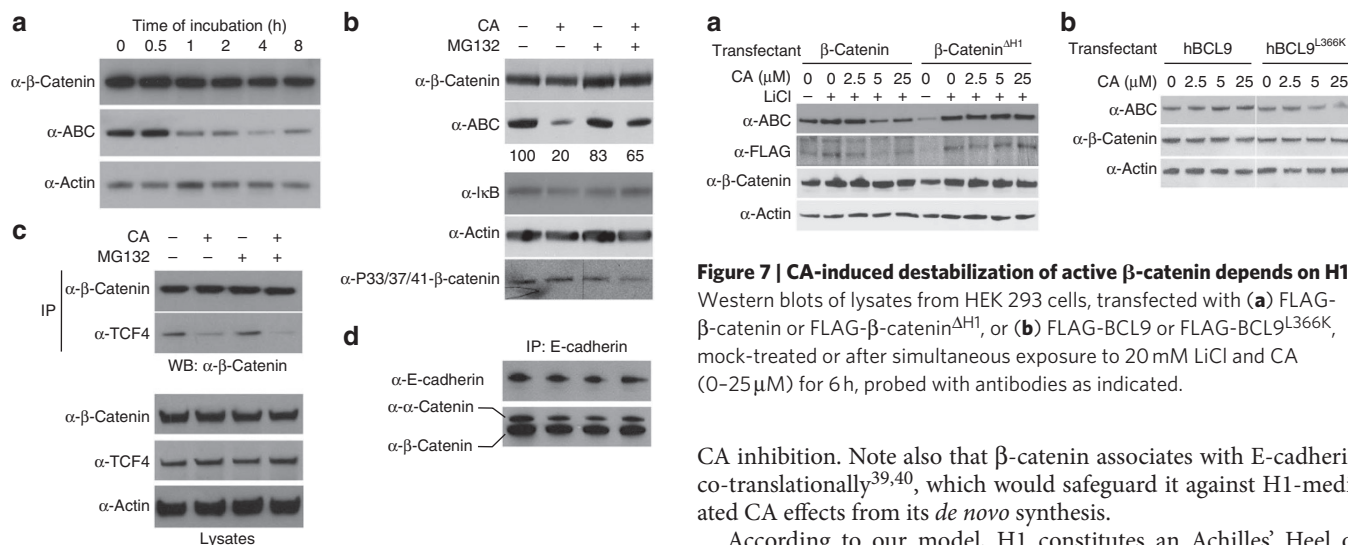 a
Time of incubation (h)
0 0.5 1 2 4 8
α-β-Catenin
α-ABC
α-Actin
b
CA – + – +
MG132 – – + +
α-β-Catenin
α-ABC
100 20 83 65
α-IκB
α-Actin
α-P33/37/41-β-catenin
c
CA – + – +
MG132 – – + +
IP
α-β-Catenin
α-TCF4
WB: α-β-Catenin
α-β-Catenin
α-TCF4
α-Actin
Lysates
d
IP: E-cadherin
α-E-cadherin
α-α-Catenin
α-β-Catenin
a
Transfectant β-Catenin β-Catenin^ΔH1
CA (μM) 0 0 2.5 5 25 0 0 2.5 5 25
LiCl – + + + + – + + + +
α-ABC
α-FLAG
α-β-Catenin
α-Actin
b
Transfectant hBCL9 hBCL9^L366K
CA (μM) 0 2.5 5 25 0 2.5 5 25
α-ABC
α-β-Catenin
α-Actin
Figure 7 | CA-induced destabilization of active β-catenin depends on H1
Western blots of lysates from HEK 293 cells, transfected with (a) FLAG-
β-catenin or FLAG-β-catenin^ΔH1, or (b) FLAG-BCL9 or FLAG-BCL9^L366K,
mock-treated or after simultaneous exposure to 20 mM LiCl and CA
(0–25 μM) for 6 h, probed with antibodies as indicated.
CA inhibition. Note also that β-catenin associates with E-cadheri
co-translationally^39,40, which would safeguard it against H1-medi
ated CA effects from its de novo synthesis.
According to our model, H1 constitutes an Achilles' Heel o